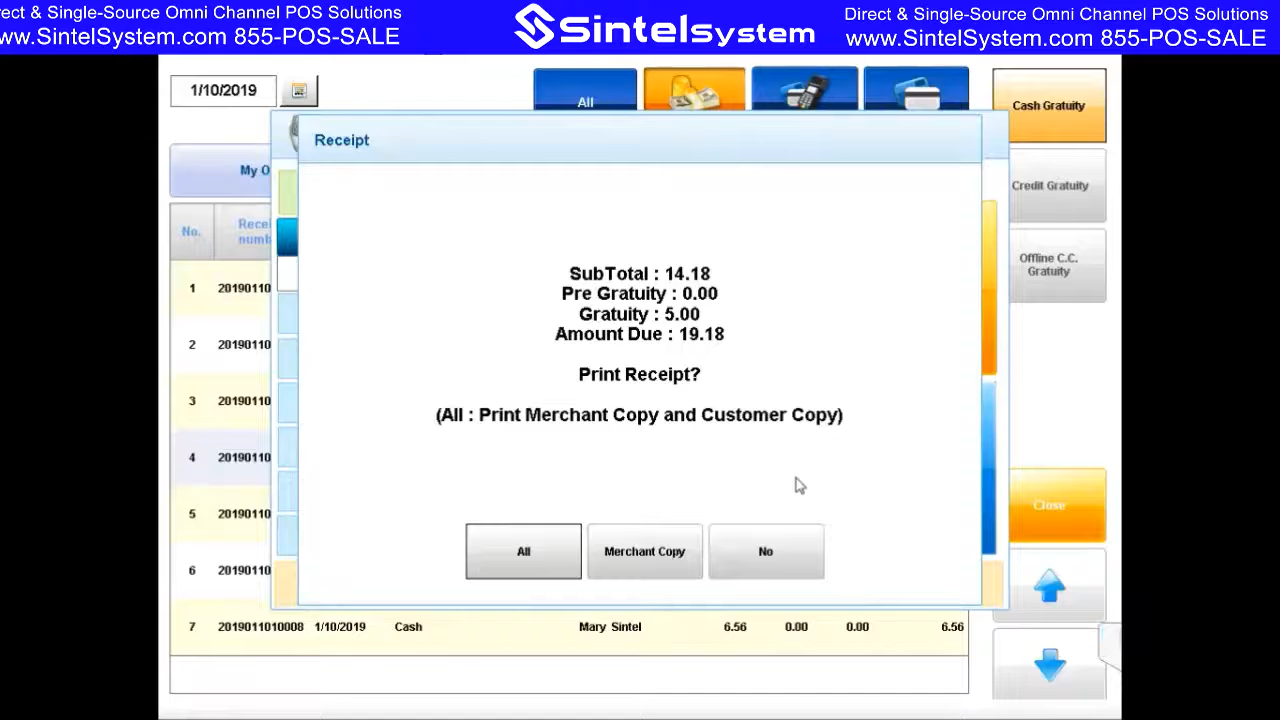 Direct & Single-Source Omni Channel POS Solutions
ww.SintelSystem.com 855-POS-SALE
Sintelsystem
Direct & Single-Source Omni Channel POS Solutions
www.SintelSystem.com 855-POS-SALE
1/10/2019
All
Cash Gratuity
Receipt
My O
Credit Gratuity
No.
Recei
numb
SubTotal : 14.18
Pre Gratuity : 0.00
Gratuity : 5.00
Amount Due : 19.18
Offline C.C.
Gratuity
1 20190110
2 20190110
Print Receipt?
3 20190110
(All : Print Merchant Copy and Customer Copy)
4 20190110
5 20190110
Close
All
Merchant Copy
No
6 20190110
7 2019011010008 1/10/2019 Cash Mary Sintel 6.56 0.00 0.00 6.56